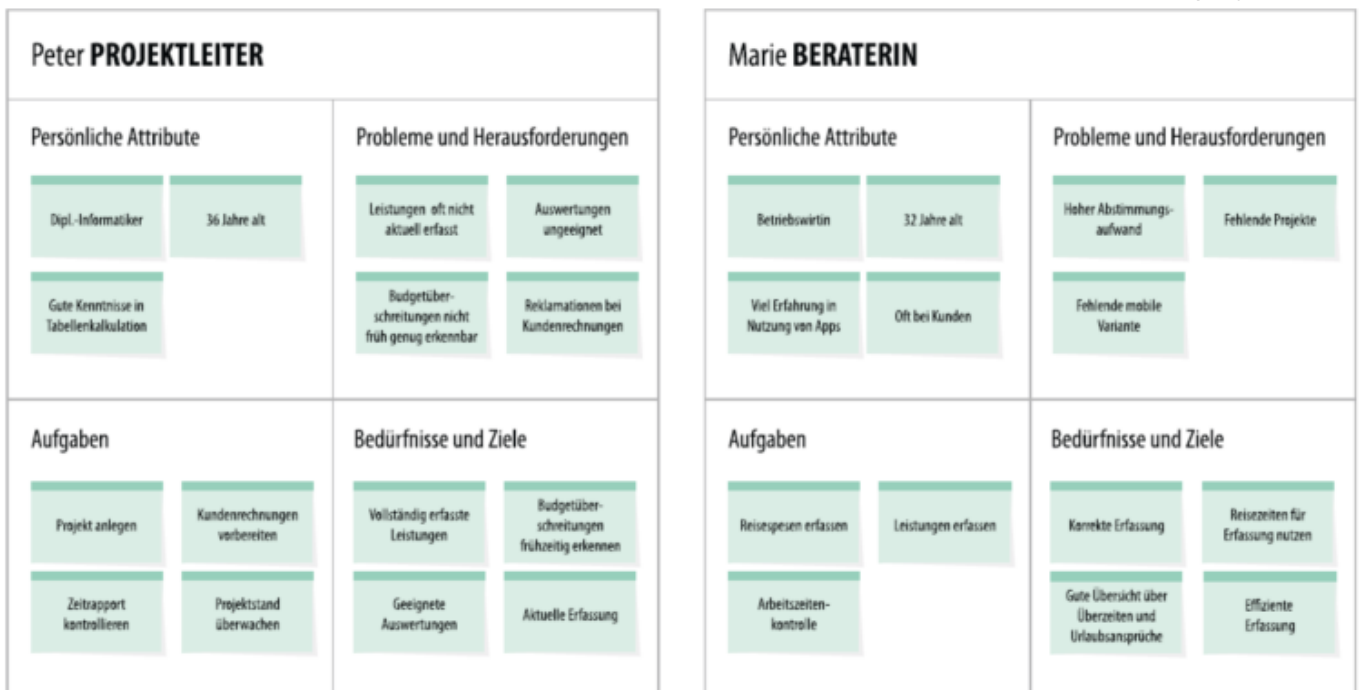 Peter PROJEKTLEITER
Persönliche Attribute
Dipl.-Informatiker
36 Jahre alt
Gute Kenntnisse in
Tabellenkalkulation
Probleme und Herausforderungen
Leistungen oft nicht
aktuell erfasst
Auswertungen
ungeeignet
Budgetüber-
schreitungen nicht
früh genug erkennbar
Reklamationen bei
Kundenrechnungen
Aufgaben
Projekt anlegen
Kundenrechnungen
vorbereiten
Zeitrapport
kontrollieren
Projektstand
überwachen
Bedürfnisse und Ziele
Vollständig erfasste
Leistungen
Budgetüber-
schreitungen
frühzeitig erkennen
Geeignete
Auswertungen
Aktuelle Erfassung
Marie BERATERIN
Persönliche Attribute
Betriebswirtin
32 Jahre alt
Viel Erfahrung in
Nutzung von Apps
Oft bei Kunden
Probleme und Herausforderungen
Hoher Abstimmungs-
aufwand
Fehlende Projekte
Fehlende mobile
Variante
Aufgaben
Reisespesen erfassen
Leistungen erfassen
Arbeitszeiten-
kontrolle
Bedürfnisse und Ziele
Korrekte Erfassung
Reisezeiten für
Erfassung nutzen
Gute Übersicht über
Überzeiten und
Urlaubsansprüche
Effiziente
Erfassung